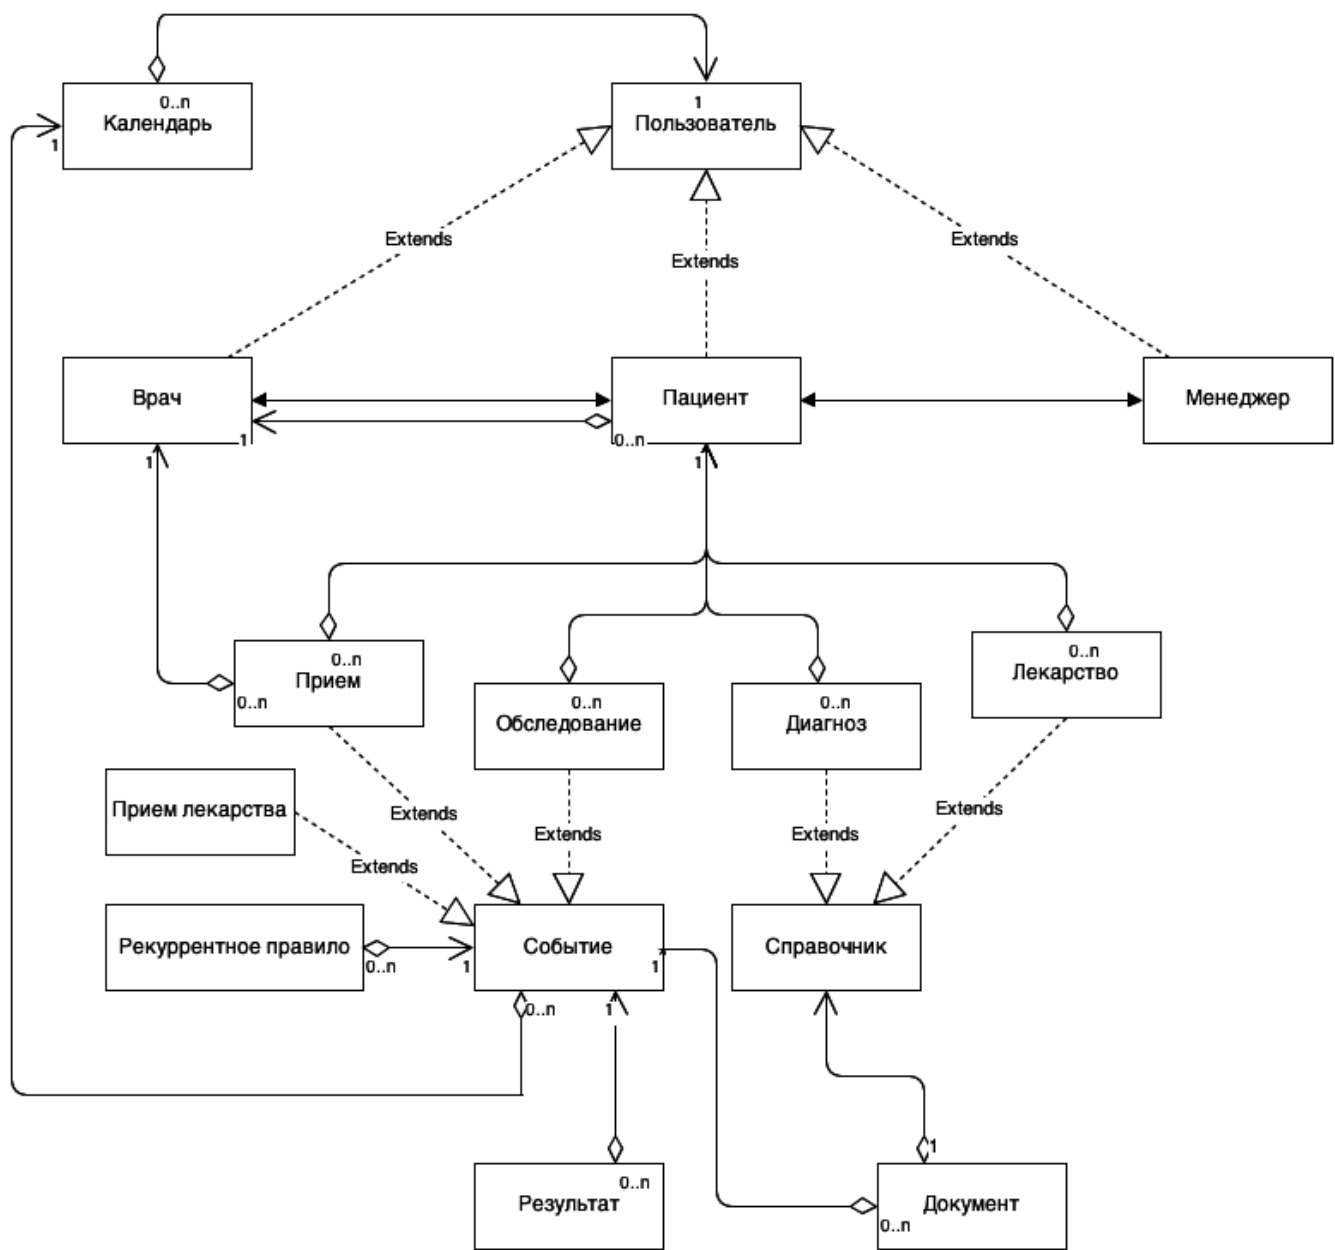 0..n
Календарь
1
1
Пользователь
Extends
Extends
Extends
Врач
1
Пациент
0..n
Менеджер
1
1
0..n
Прием
0..n
0..n
Обследование
0..n
Диагноз
0..n
Лекарство
Прием лекарства
Extends
Extends
Extends
Extends
Extends
Рекуррентное правило
0..n
1
Событие
1
0..n
1
Справочник
0..n
Результат
1
Документ
0..n